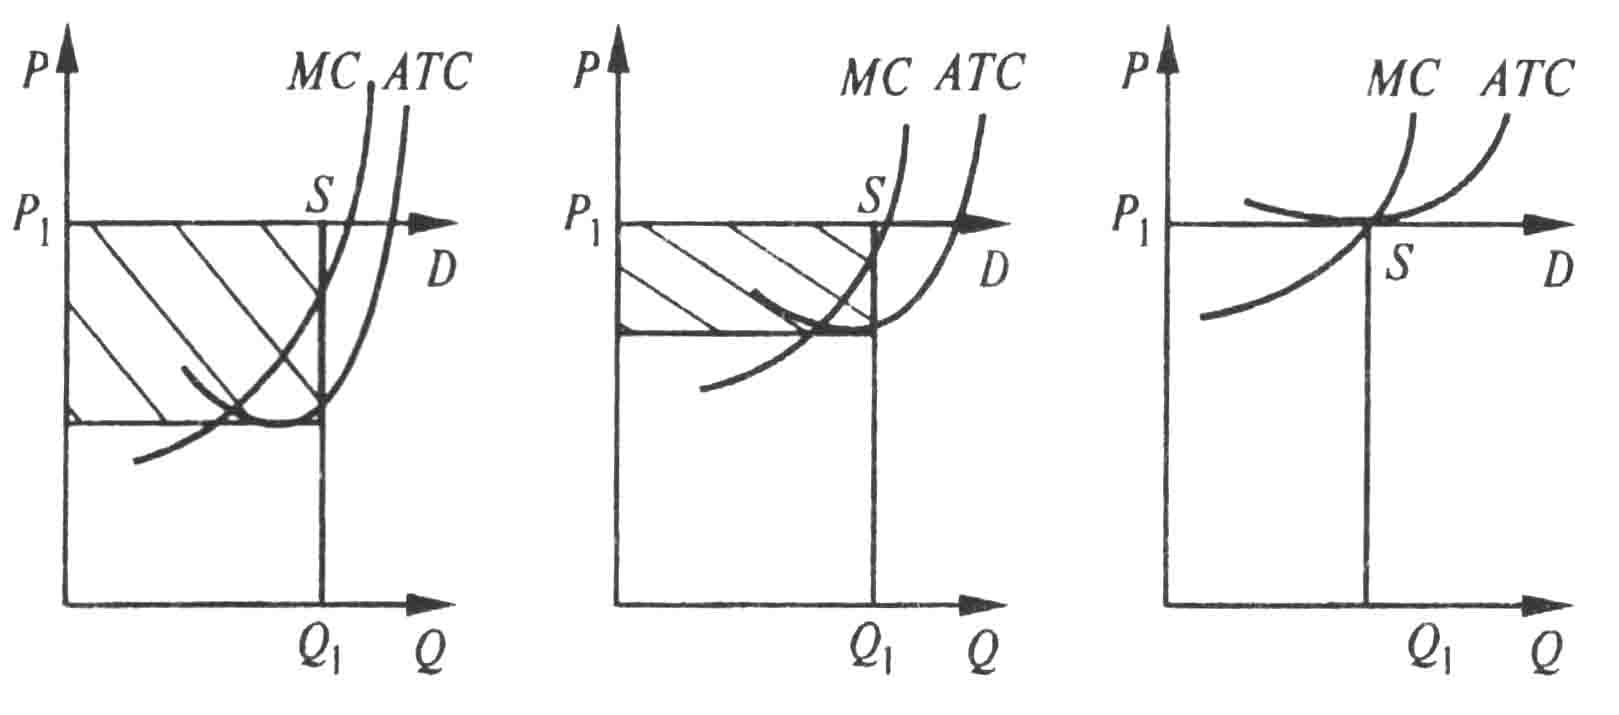 P MC ATC
P₁ S
D
Q₁ Q
P MC ATC
P₁ S
D
Q₁ Q
P MC ATC
P₁
S D
Q₁ Q